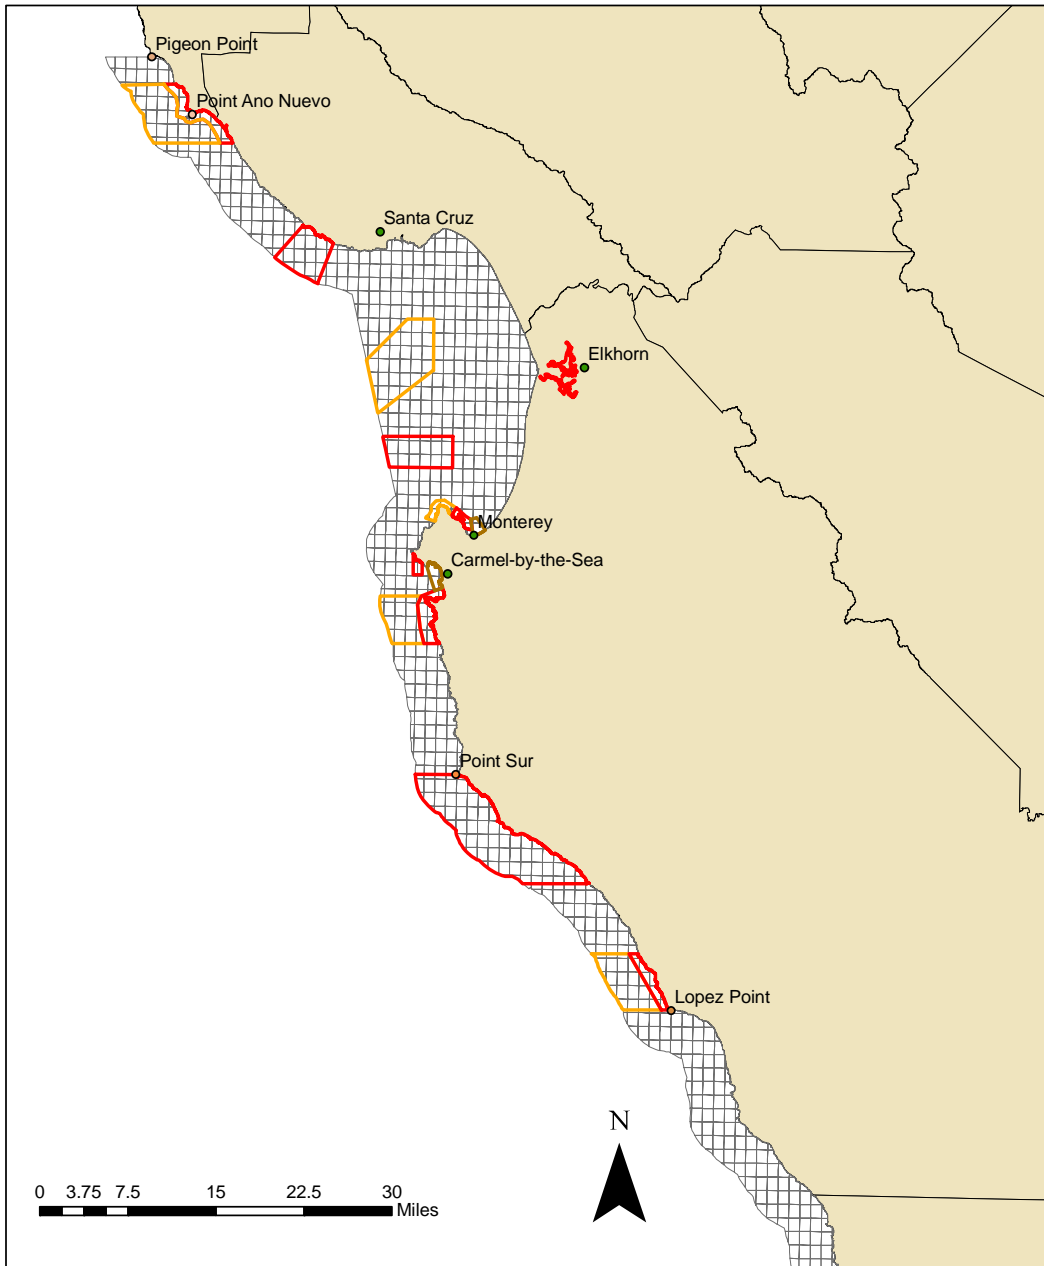 Pigeon Point
Point Ano Nuevo
Santa Cruz
Elkhorn
Monterey
Carmel-by-the-Sea
Point Sur
Lopez Point
N
0 3.75 7.5 15 22.5 30
Miles